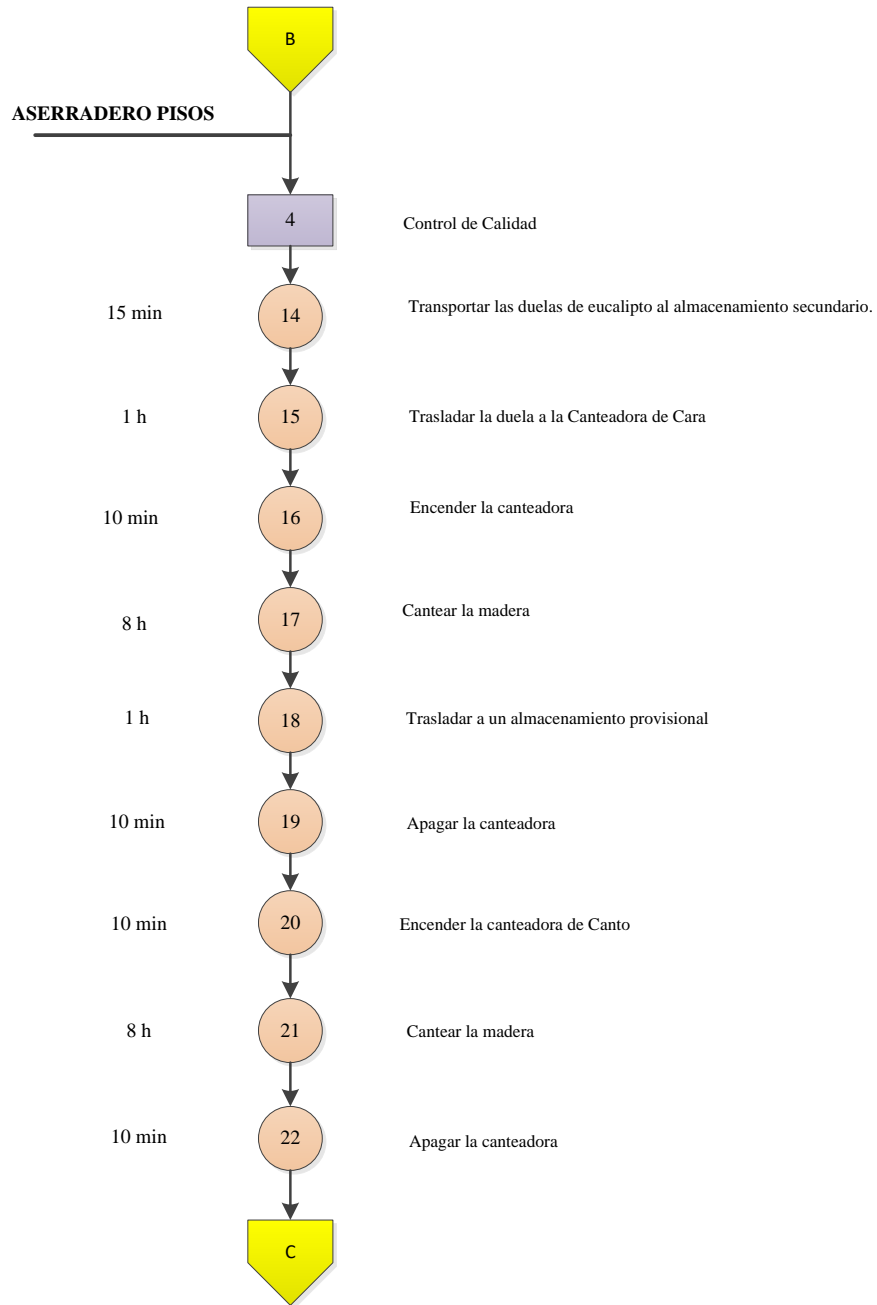 B
ASERRADERO PISOS
4
Control de Calidad
15 min
14
Transportar las duelas de eucalipto al almacenamiento secundario.
1 h
15
Trasladar la duela a la Canteadora de Cara
10 min
16
Encender la canteadora
8 h
17
Cantear la madera
1 h
18
Trasladar a un almacenamiento provisional
10 min
19
Apagar la canteadora
10 min
20
Encender la canteadora de Canto
8 h
21
Cantear la madera
10 min
22
Apagar la canteadora
C